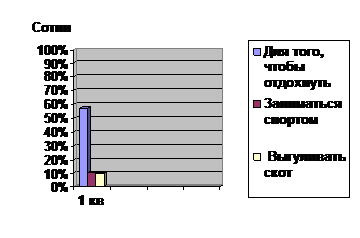 Сотни
100%
90%
80%
70%
60%
50%
40%
30%
20%
10%
0%
1 кв
Для того,
чтобы
отдохнуть
Заниматься
спортом
Выгуливать
скот